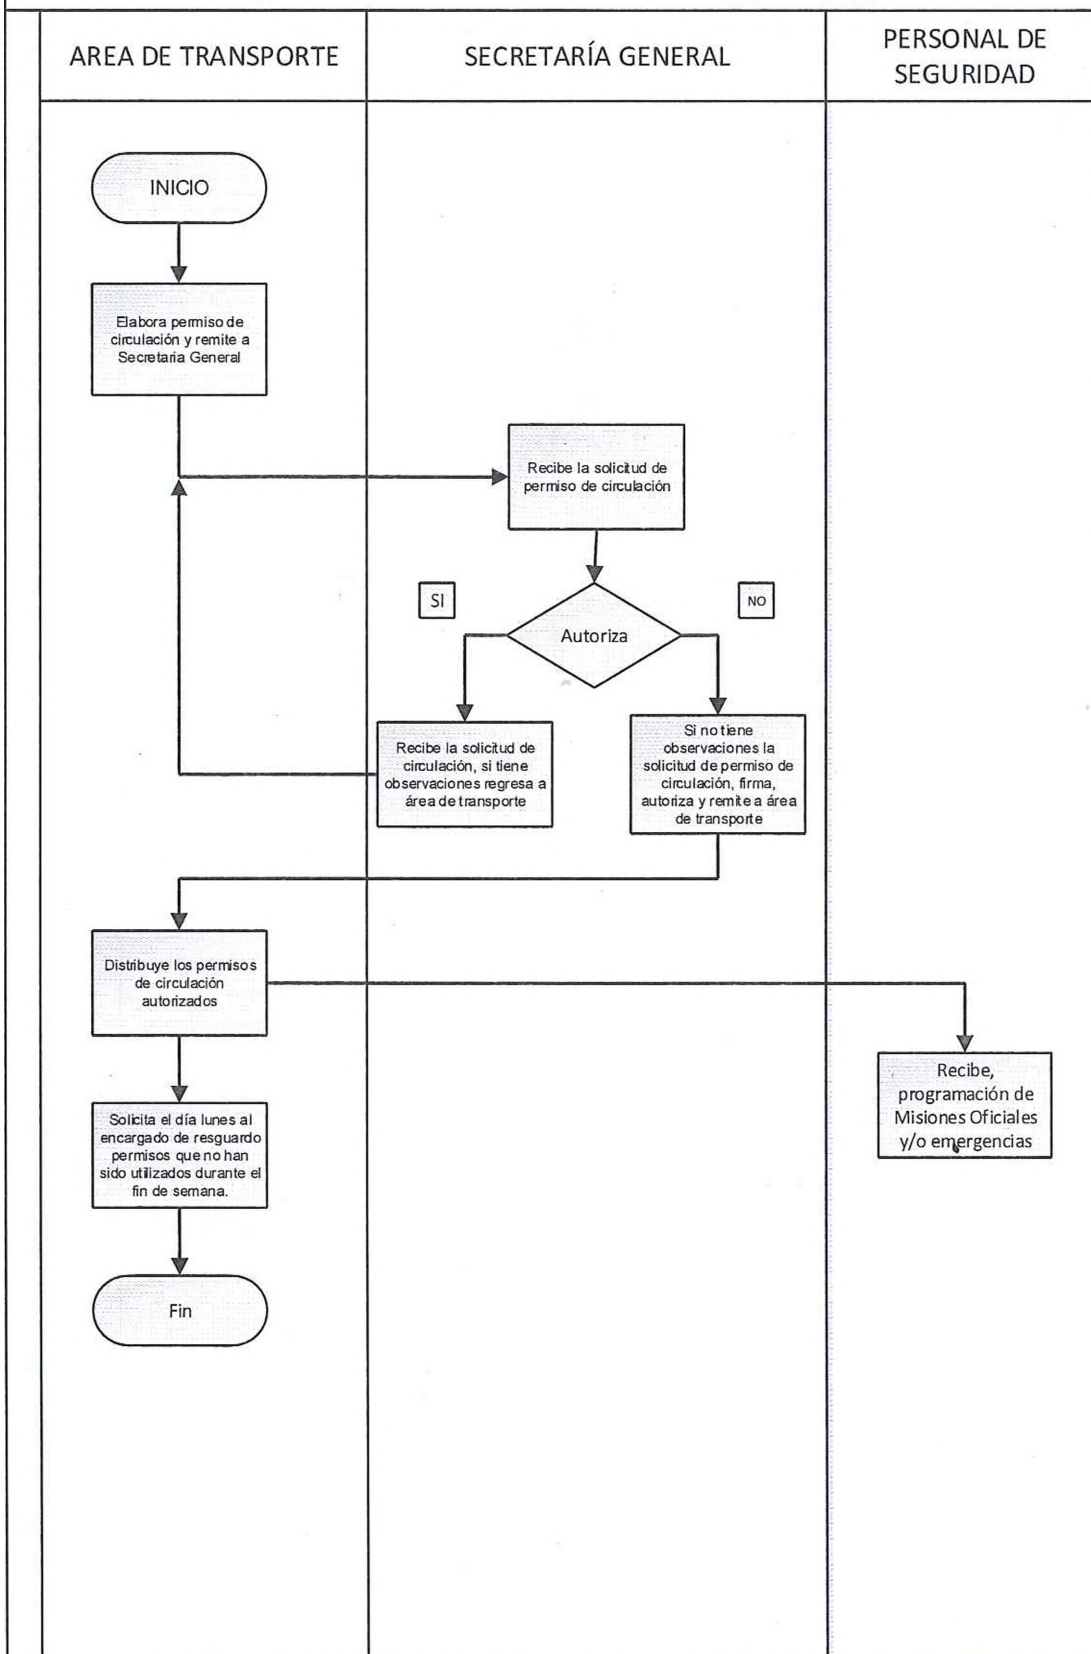 AREA DE TRANSPORTE
SECRETARÍA GENERAL
PERSONAL DE
SEGURIDAD
INICIO
Elabora permiso de
circulación y remite a
Secretaria General
Recibe la solicitud de
permiso de circulación
SI
NO
Autoriza
Recibe la solicitud de
circulación, si tiene
observaciones regresa a
área de transporte
Si no tiene
observaciones la
solicitud de permiso de
circulación, firma,
autoriza y remite a área
de transporte
Distribuye los permisos
de circulación
autorizados
Recibe,
programación de
Misiones Oficiales
y/o emergencias
Solicita el día lunes al
encargado de resguardo
permisos que no han
sido utilizados durante el
fin de semana.
Fin